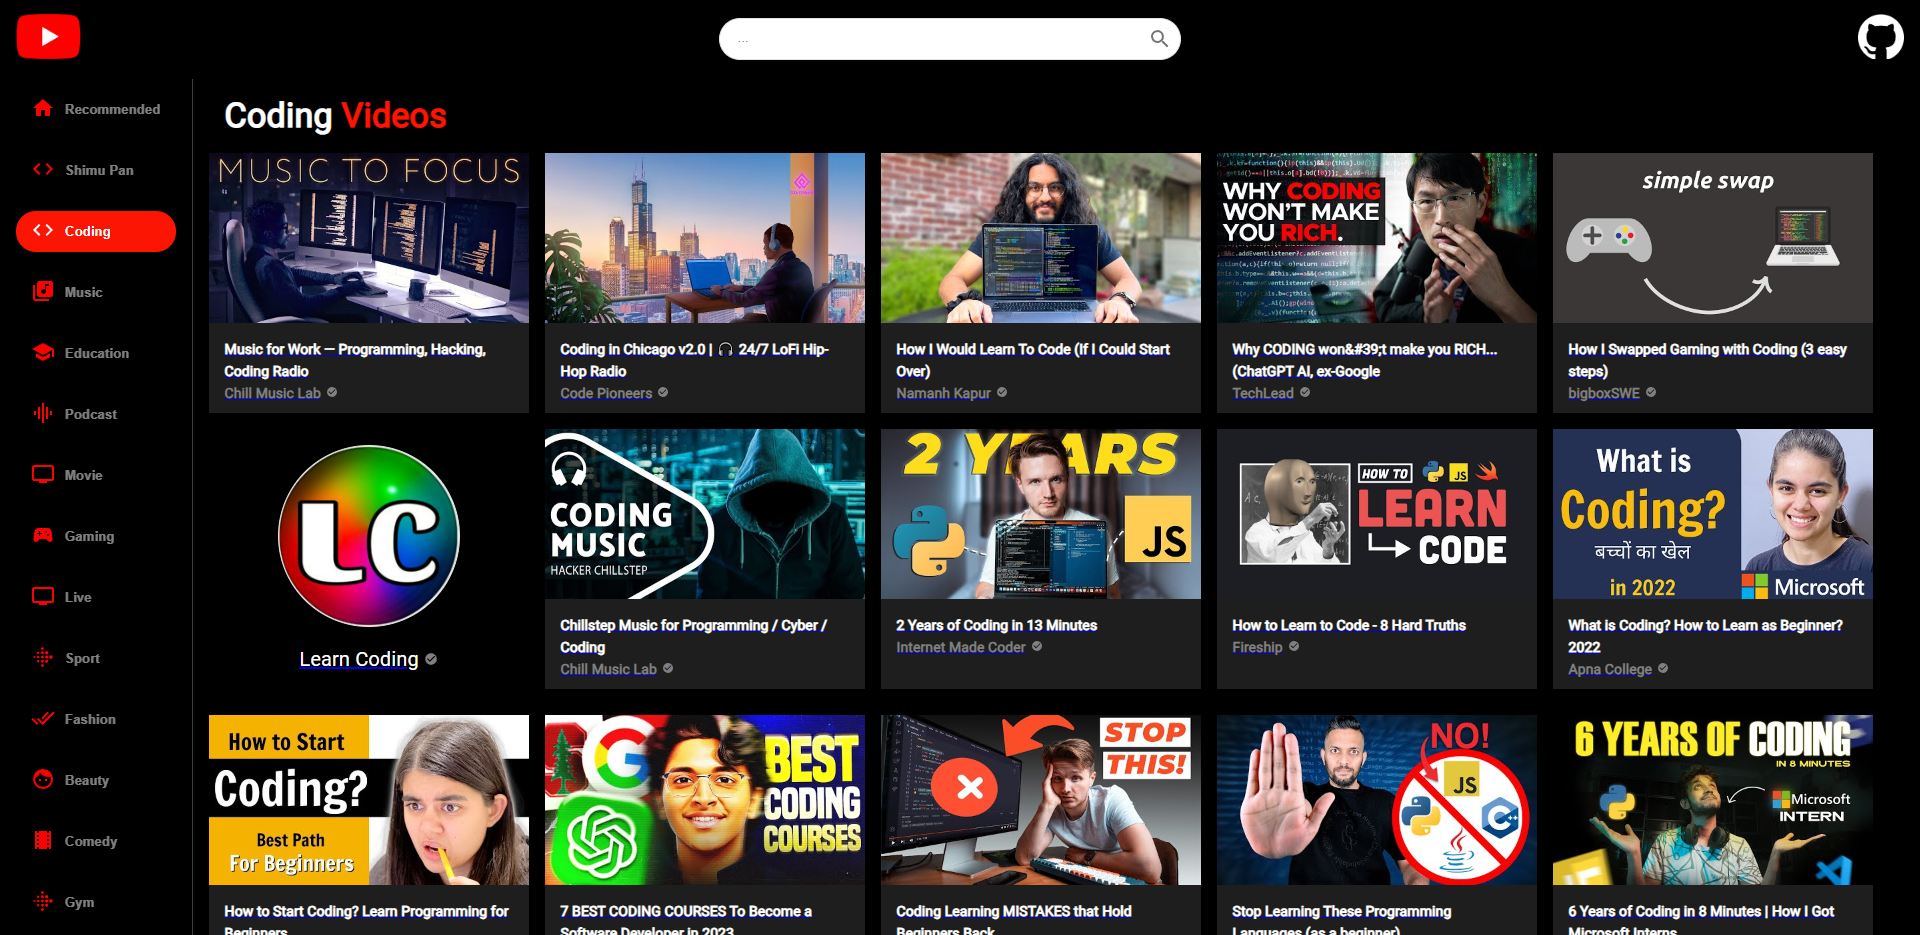 ...
Recommended
Shimu Pan
Coding
Music
Education
Podcast
Movie
Gaming
Live
Sport
Fashion
Beauty
Comedy
Gym
Coding Videos
MUSIC TO FOCUS
Music for Work — Programming, Hacking,
Coding Radio
Chill Music Lab
Coding in Chicago v2.0 | 🎧 24/7 LoFi Hip-
Hop Radio
Code Pioneers
How I Would Learn To Code (If I Could Start
Over)
Namanh Kapur
WHY CODING
WON'T MAKE
YOU RICH.
Why CODING won&#39;t make you RICH...
(ChatGPT AI, ex-Google
TechLead
simple swap
How I Swapped Gaming with Coding (3 easy
steps)
bigboxSWE
LC
Learn Coding
CODING
MUSIC
HACKER CHILLSTEP
Chillstep Music for Programming / Cyber /
Coding
Chill Music Lab
2 YEARS
JS
2 Years of Coding in 13 Minutes
Internet Made Coder
HOW TO
JS
LEARN
CODE
How to Learn to Code - 8 Hard Truths
Fireship
What is
Coding?
बच्चों का खेल
in 2022
Microsoft
What is Coding? How to Learn as Beginner?
2022
Apna College
How to Start
Coding?
Best Path
For Beginners
How to Start Coding? Learn Programming for
Beginners
BEST
CODING
COURSES
7 BEST CODING COURSES To Become a
Software Developer in 2023
STOP
THIS!
Coding Learning MISTAKES that Hold
Beginners Back
NO!
JS
C++
Stop Learning These Programming
Languages (as a beginner)
6 YEARS OF CODING
IN 8 MINUTES
Microsoft
INTERN
6 Years of Coding in 8 Minutes | How I Got
Microsoft Interns